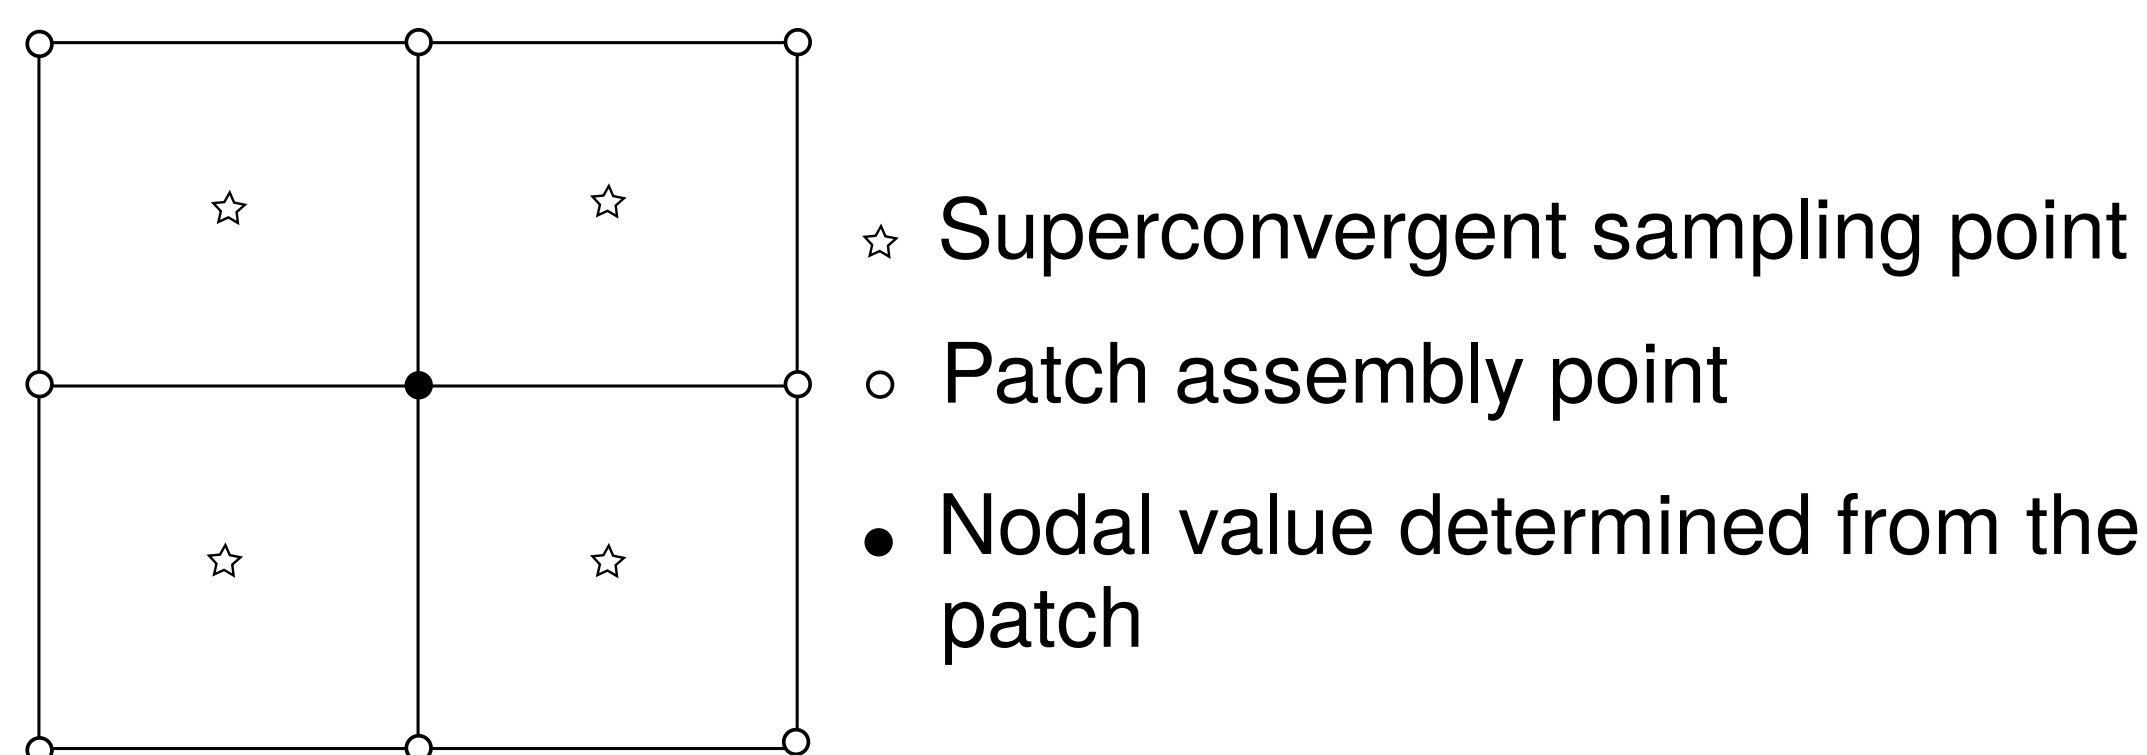 Superconvergent sampling point
Patch assembly point
Nodal value determined from the
patch